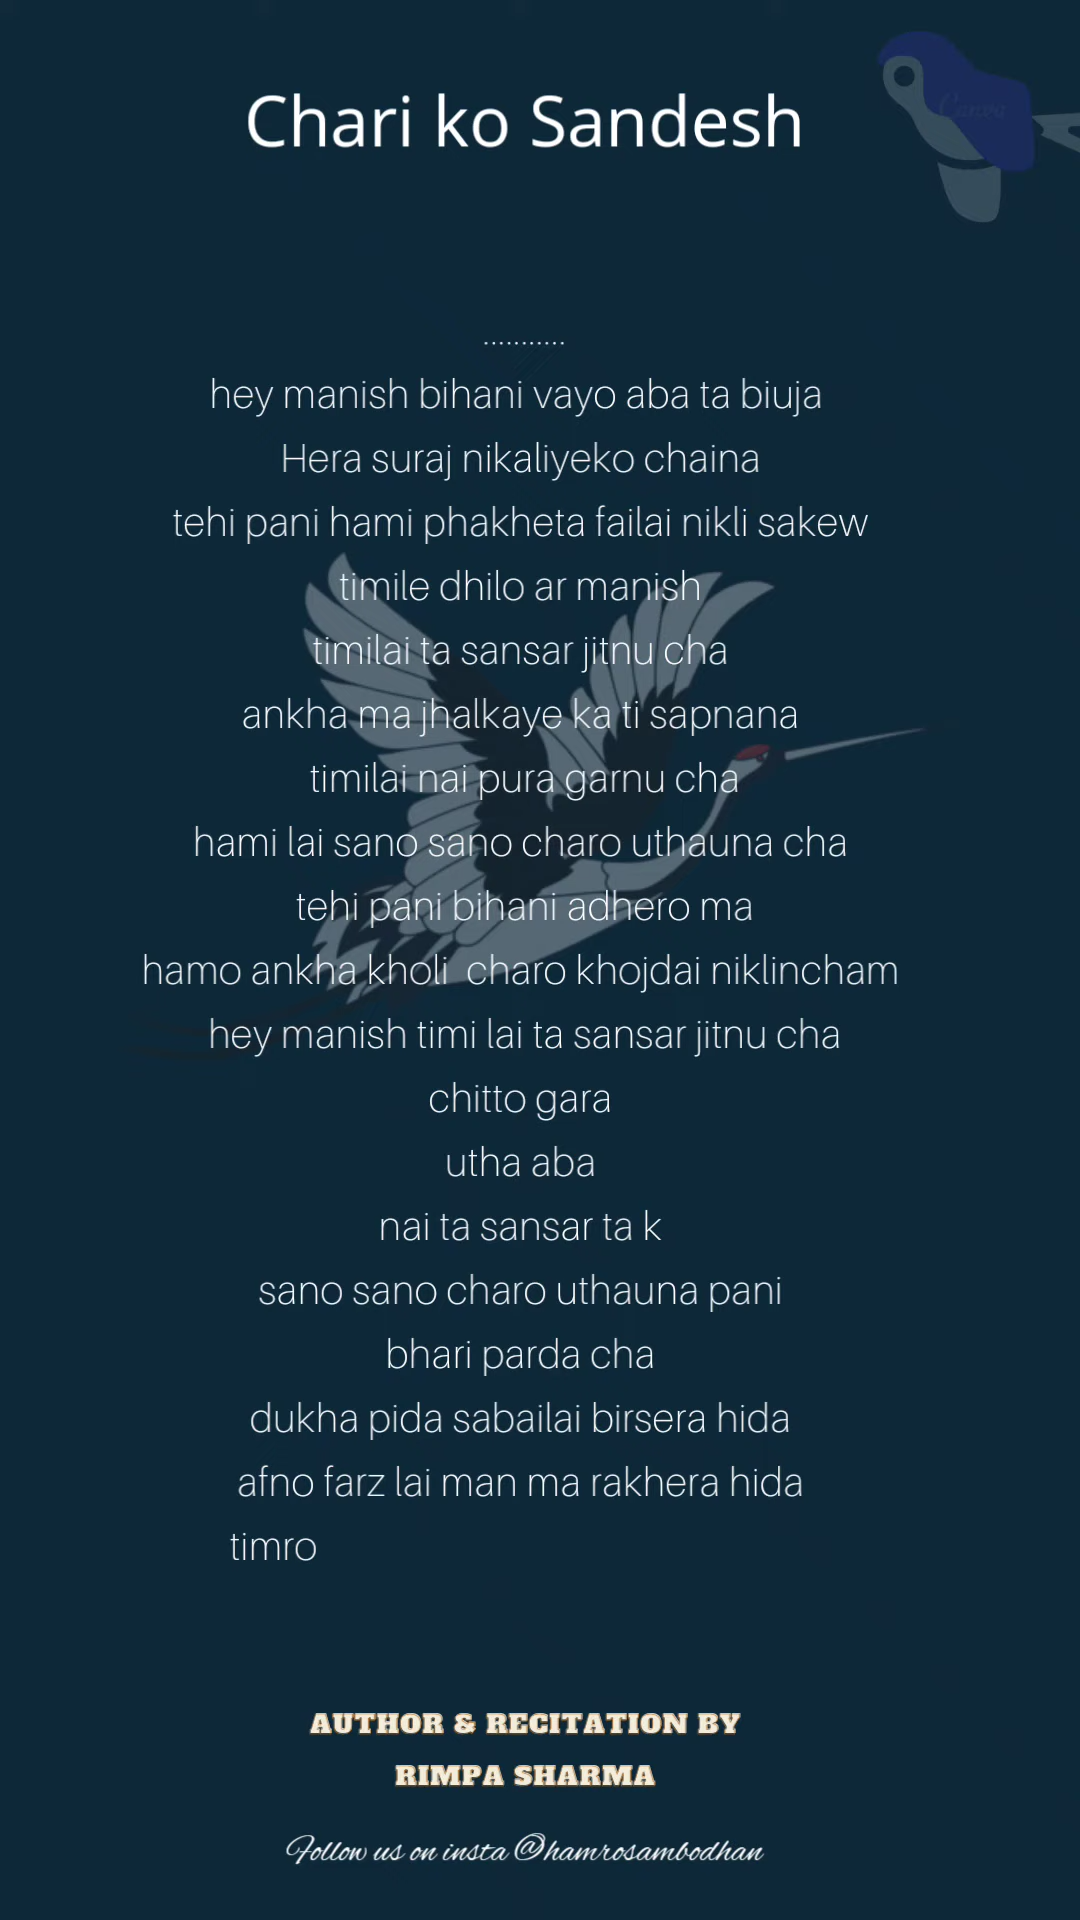 Chari ko Sandesh
Canva
...........
hey manish bihani vayo aba ta biuja
Hera suraj nikaliyeko chaina
tehi pani hami phakheta failai nikli sakew
timile dhilo ar manish
timilai ta sansar jitnu cha
ankha ma jhalkaye ka ti sapnana
timilai nai pura garnu cha
hami lai sano sano charo uthauna cha
tehi pani bihani adhero ma
hamo ankha kholi  charo khojdai niklincham
hey manish timi lai ta sansar jitnu cha
chitto gara
utha aba
nai ta sansar ta k
sano sano charo uthauna pani
bhari parda cha
dukha pida sabailai birsera hida
afno farz lai man ma rakhera hida
timro
AUTHOR & RECITATION BY
RIMPA SHARMA
Follow us on insta @hamrosambodhan